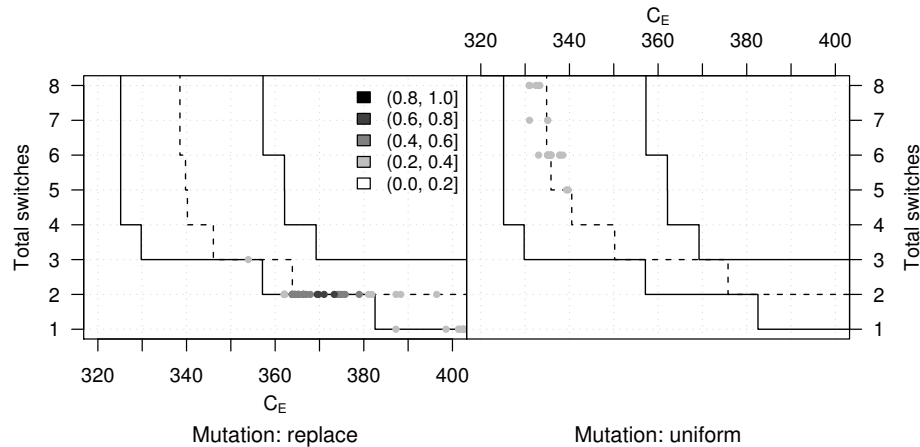 C_E
320 340 360 380 400
Total switches
8
7
6
5
4
3
2
1
(0.8, 1.0]
(0.6, 0.8]
(0.4, 0.6]
(0.2, 0.4]
(0.0, 0.2]
8
7
6
5
4
3
2
1
Total switches
320 340 360 380 400
C_E
Mutation: replace
Mutation: uniform